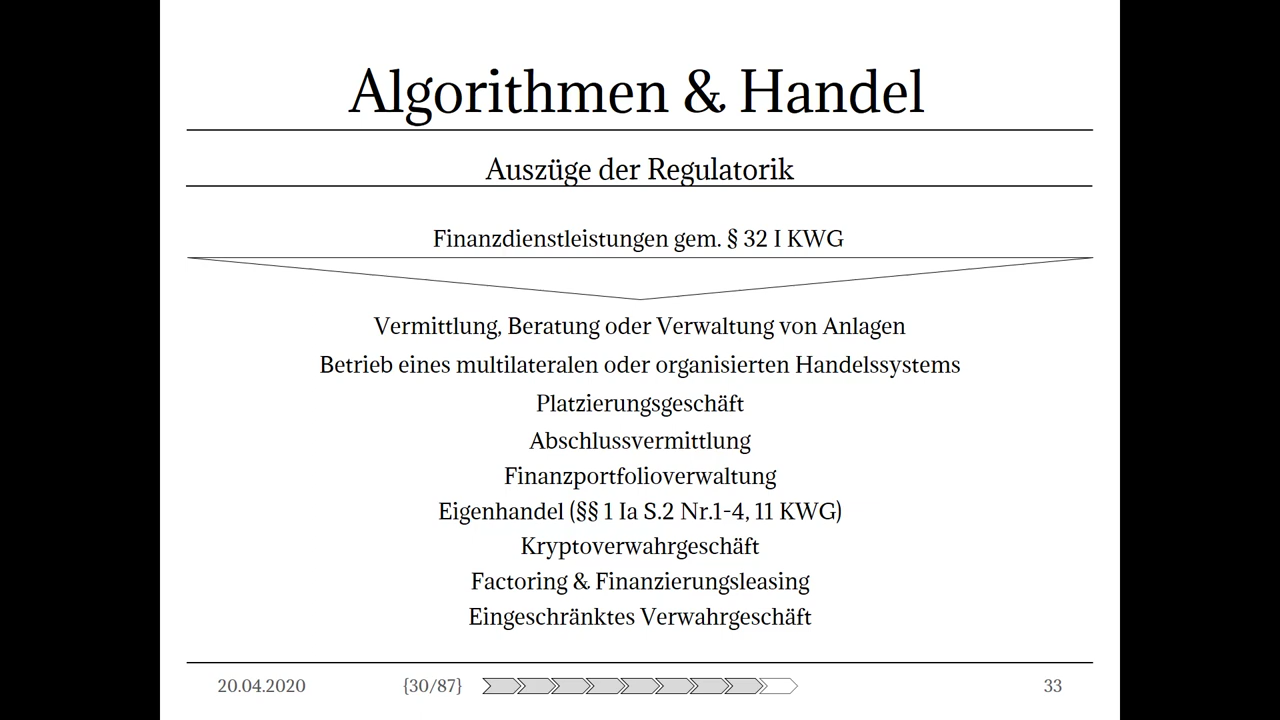 Algorithmen & Handel
Auszüge der Regulatorik
Finanzdienstleistungen gem. § 32 I KWG
Vermittlung, Beratung oder Verwaltung von Anlagen
Betrieb eines multilateralen oder organisierten Handelssystems
Platzierungsgeschäft
Abschlussvermittlung
Finanzportfolioverwaltung
Eigenhandel (§§ 1 Ia S.2 Nr.1-4, 11 KWG)
Kryptoverwahrgeschäft
Factoring & Finanzierungsleasing
Eingeschränktes Verwahrgeschäft
20.04.2020 {30/87} 33